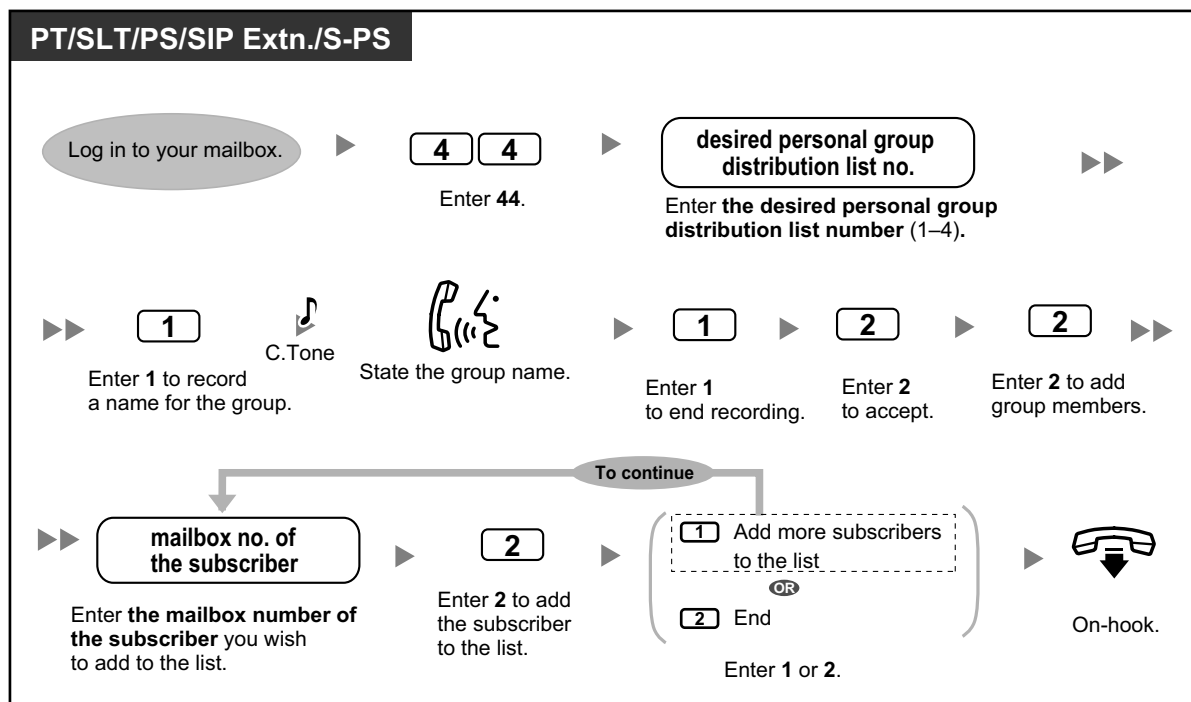 PT/SLT/PS/SIP Extn./S-PS
Log in to your mailbox.
4 4
Enter 44.
desired personal group
distribution list no.
Enter the desired personal group
distribution list number (1–4).
1
Enter 1 to record
a name for the group.
C.Tone
State the group name.
1
Enter 1
to end recording.
2
Enter 2
to accept.
2
Enter 2 to add
group members.
To continue
mailbox no. of
the subscriber
Enter the mailbox number of
the subscriber you wish
to add to the list.
2
Enter 2 to add
the subscriber
to the list.
1 Add more subscribers
to the list
OR
2 End
Enter 1 or 2.
On-hook.